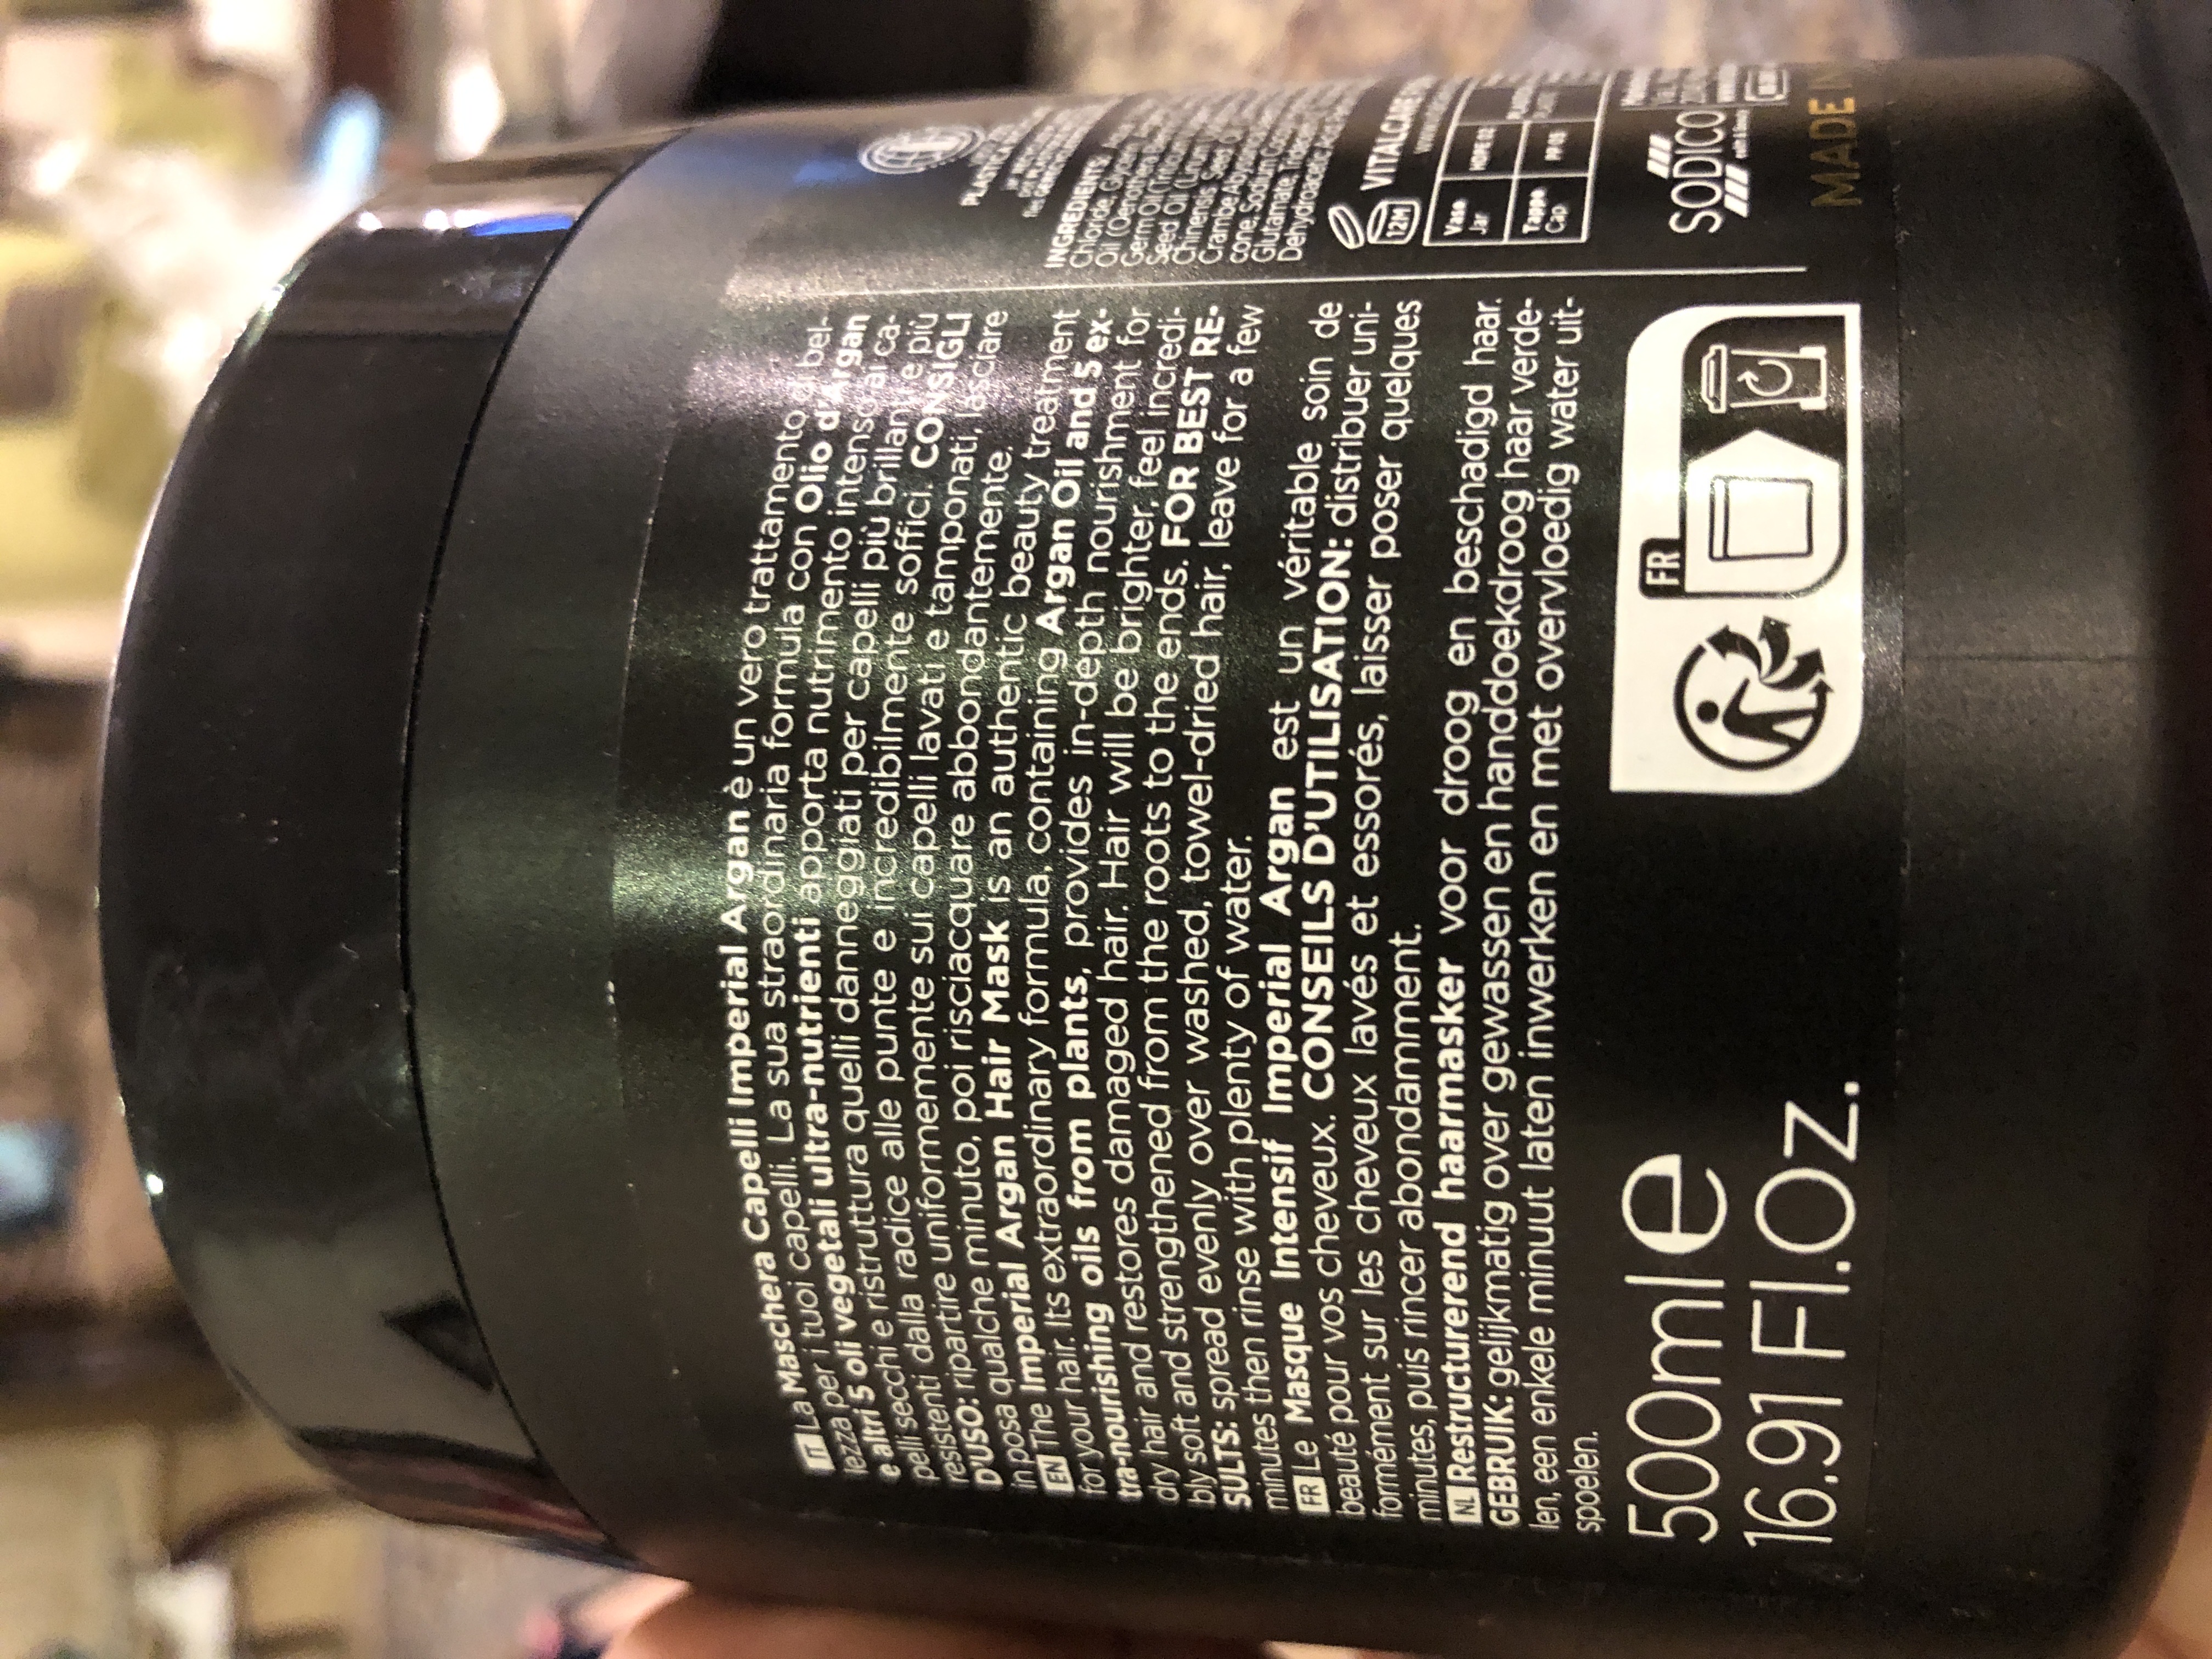 IT La Maschera Capelli Imperial Argan è un vero trattamento di bel-
lezza per i tuoi capelli. La sua straordinaria formula con Olio d'Argan
e altri 5 oli vegetali ultra-nutrienti apporta nutrimento intenso ai ca-
pelli secchi e ristruttura quelli danneggiati per capelli più brillanti e più
resistenti dalla radice alle punte e incredibilmente soffici. CONSIGLI
D'USO: ripartire uniformemente sui capelli lavati e tamponati, lasciare
in posa qualche minuto, poi risciacquare abbondantemente.
EN The Imperial Argan Hair Mask is an authentic beauty treatment
for your hair. Its extraordinary formula, containing Argan Oil and 5 ex-
tra-nourishing oils from plants, provides in-depth nourishment for
dry hair and restores damaged hair. Hair will be brighter, feel incredi-
bly soft and strengthened from the roots to the ends. FOR BEST RE-
SULTS: spread evenly over washed, towel-dried hair, leave for a few
minutes then rinse with plenty of water.
FR Le Masque Intensif Imperial Argan est un véritable soin de
beauté pour vos cheveux. CONSEILS D'UTILISATION: distribuer uni-
formément sur les cheveux lavés et essorés, laisser poser quelques
minutes, puis rincer abondamment.
NL Restructurerend haarmasker voor droog en beschadigd haar.
GEBRUIK: gelijkmatig over gewassen en handdoekdroog haar verde-
len, een enkele minuut laten inwerken en met overvloedig water uit-
spoelen.
500ml e
16.91 Fl.Oz.
FR
INGREDIENTS:
Chloride, Glycer
Seed Oil
Chinensis Seed
Glutamate
12M
VITALCARE
Vaso
Jar
Tappo
Cap
PP 05
SODICO
MADE IN